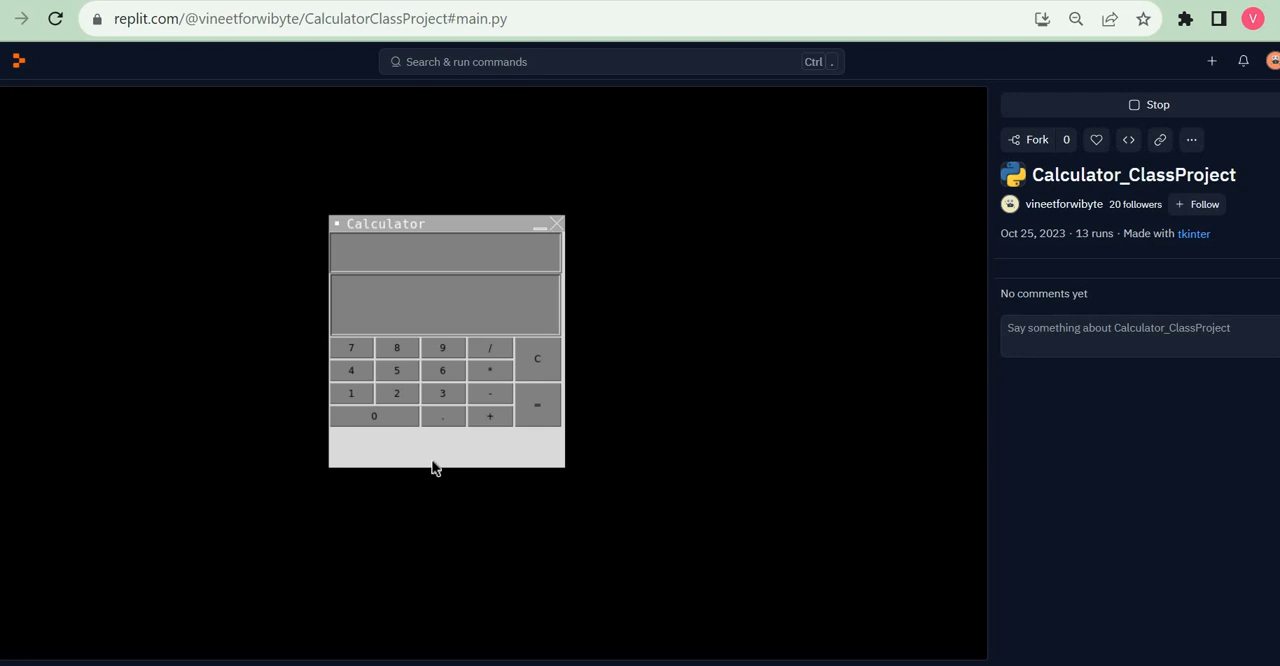 replit.com/@vineetforwibyte/CalculatorClassProject#main.py
V
Search & run commands
Ctrl .
Stop
Fork 0
Calculator_ClassProject
vineetforwibyte 20 followers + Follow
Oct 25, 2023 · 13 runs · Made with tkinter
No comments yet
Say something about Calculator_ClassProject
Calculator
7 8 9 / C
4 5 6 *
1 2 3 - =
0 . +